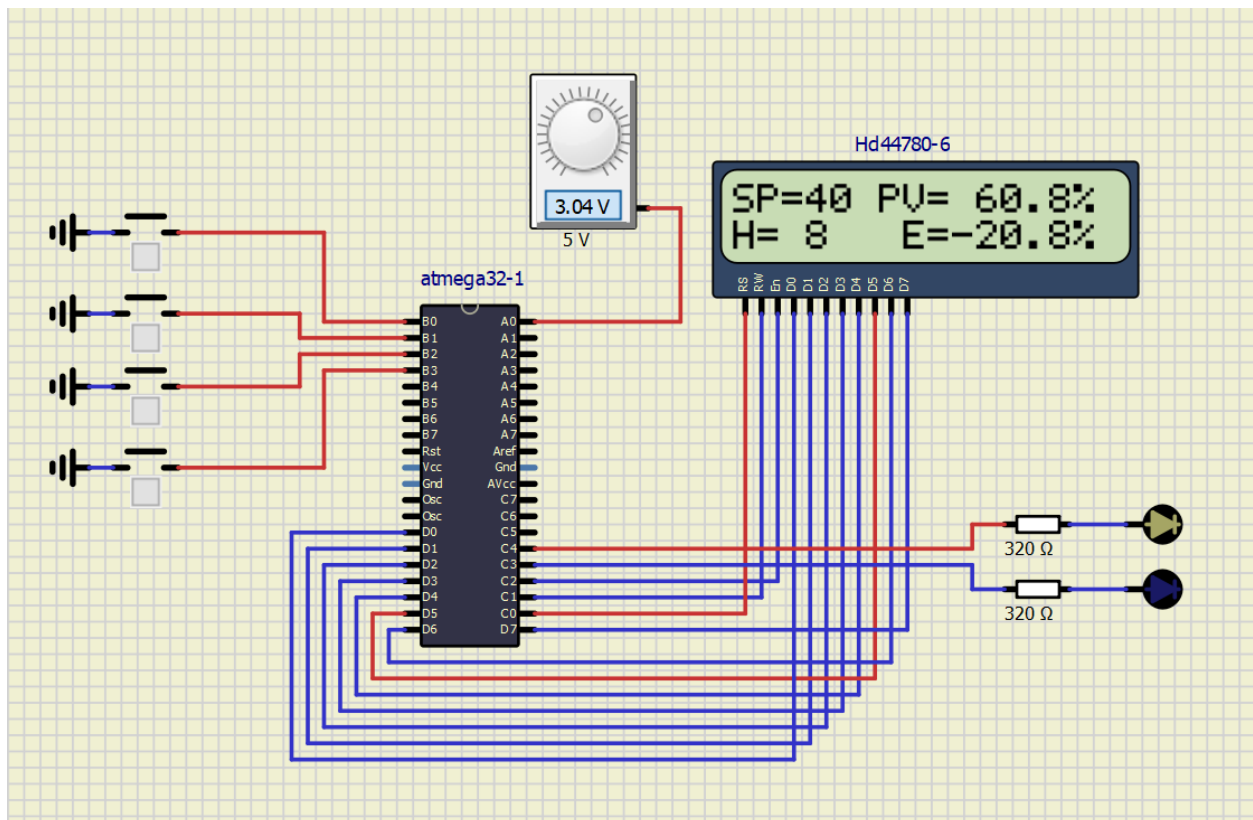 Hd44780-6
SP=40 PV= 60.8%
H= 8 E=-20.8%
RS RW En D0 D1 D2 D3 D4 D5 D6 D7
3.04 V
5 V
atmega32-1
B0 A0
B1 A1
B2 A2
B3 A3
B4 A4
B5 A5
B6 A6
B7 A7
Rst Aref
Vcc Gnd
Gnd AVcc
Osc C7
Osc C6
D0 C5
D1 C4
D2 C3
D3 C2
D4 C1
D5 C0
D6 D7
320 Ω
320 Ω